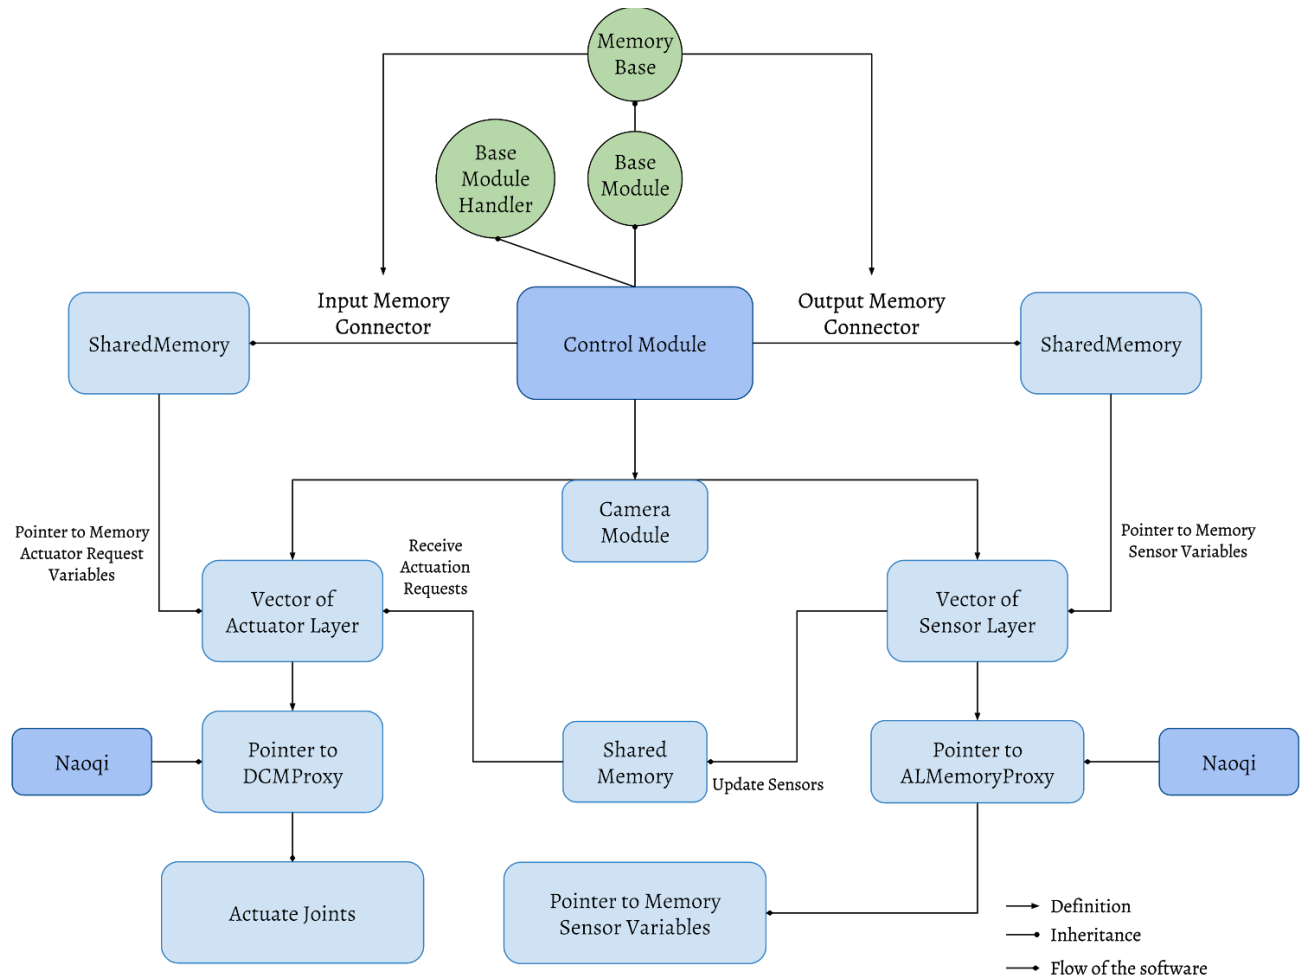 Memory
Base
Base
Module
Handler
Base
Module
Input Memory
Connector
Output Memory
Connector
SharedMemory
Control Module
SharedMemory
Camera
Module
Pointer to Memory
Actuator Request
Variables
Receive
Actuation
Requests
Pointer to Memory
Sensor Variables
Vector of
Actuator Layer
Vector of
Sensor Layer
Naoqi
Pointer to
DCMProxy
Shared
Memory
Update Sensors
Pointer to
ALMemoryProxy
Naoqi
Actuate Joints
Pointer to Memory
Sensor Variables
Definition
Inheritance
Flow of the software